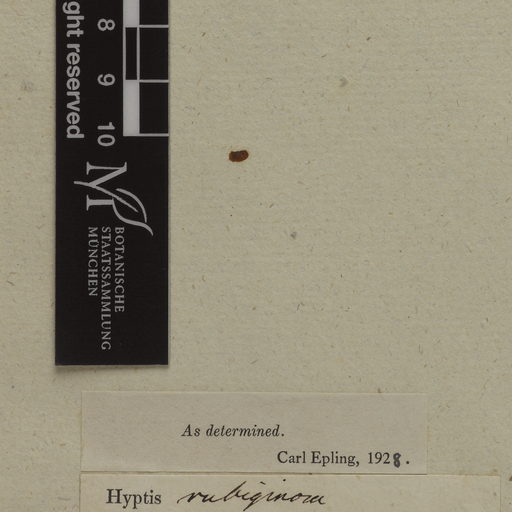 ght reserved
8
9
10
BOTANISCHE
STAATSSAMMLUNG
MÜNCHEN
As determined.
Carl Epling, 1928.
Hyptis rubiginosa